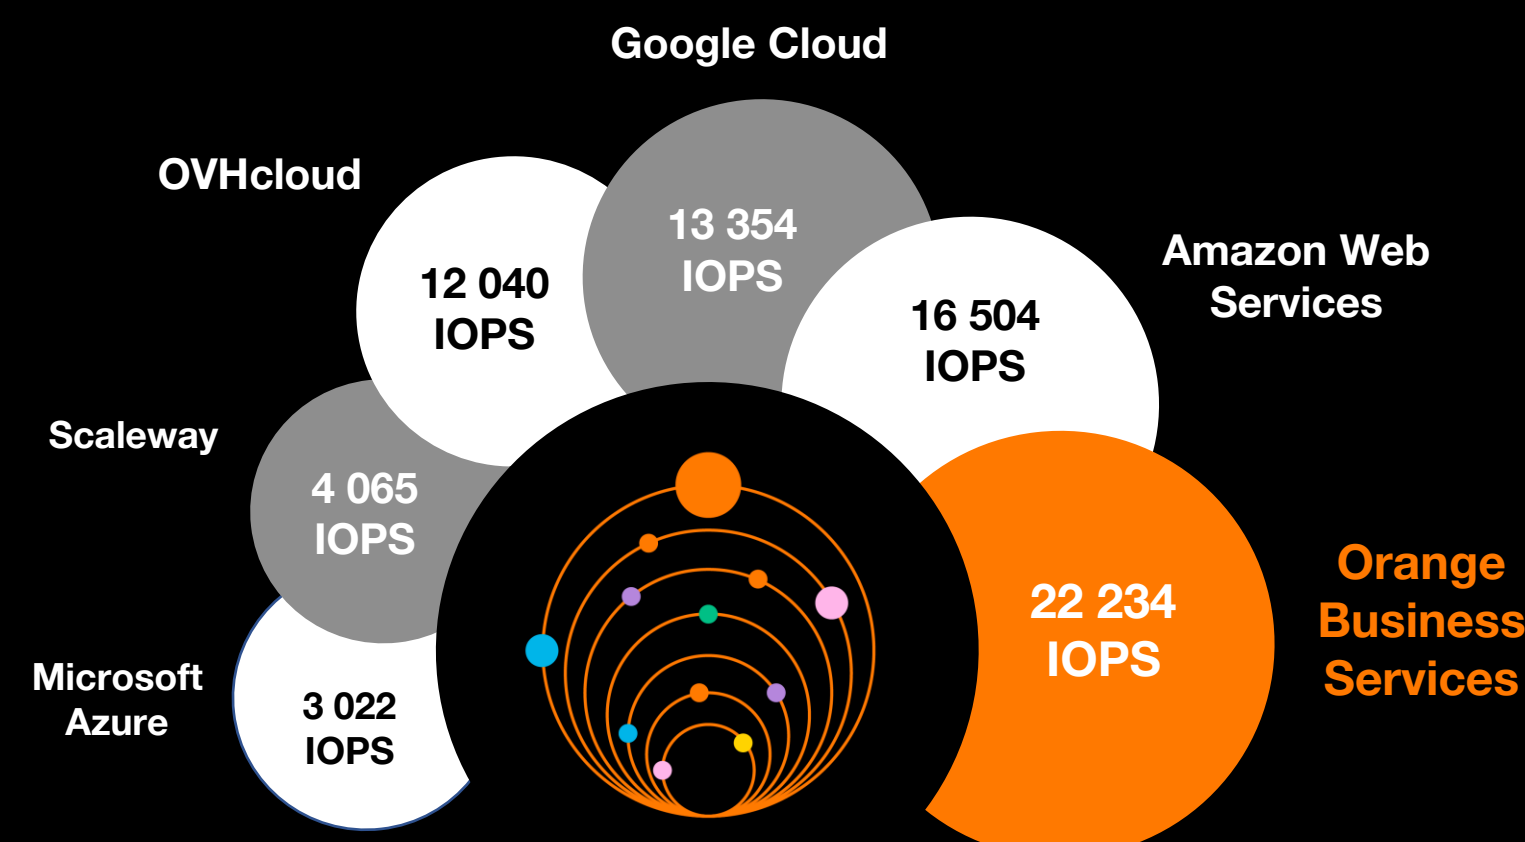 Google Cloud
13 354
IOPS
OVHcloud
12 040
IOPS
Amazon Web
Services
16 504
IOPS
Scaleway
4 065
IOPS
Orange
Business
Services
22 234
IOPS
Microsoft
Azure
3 022
IOPS